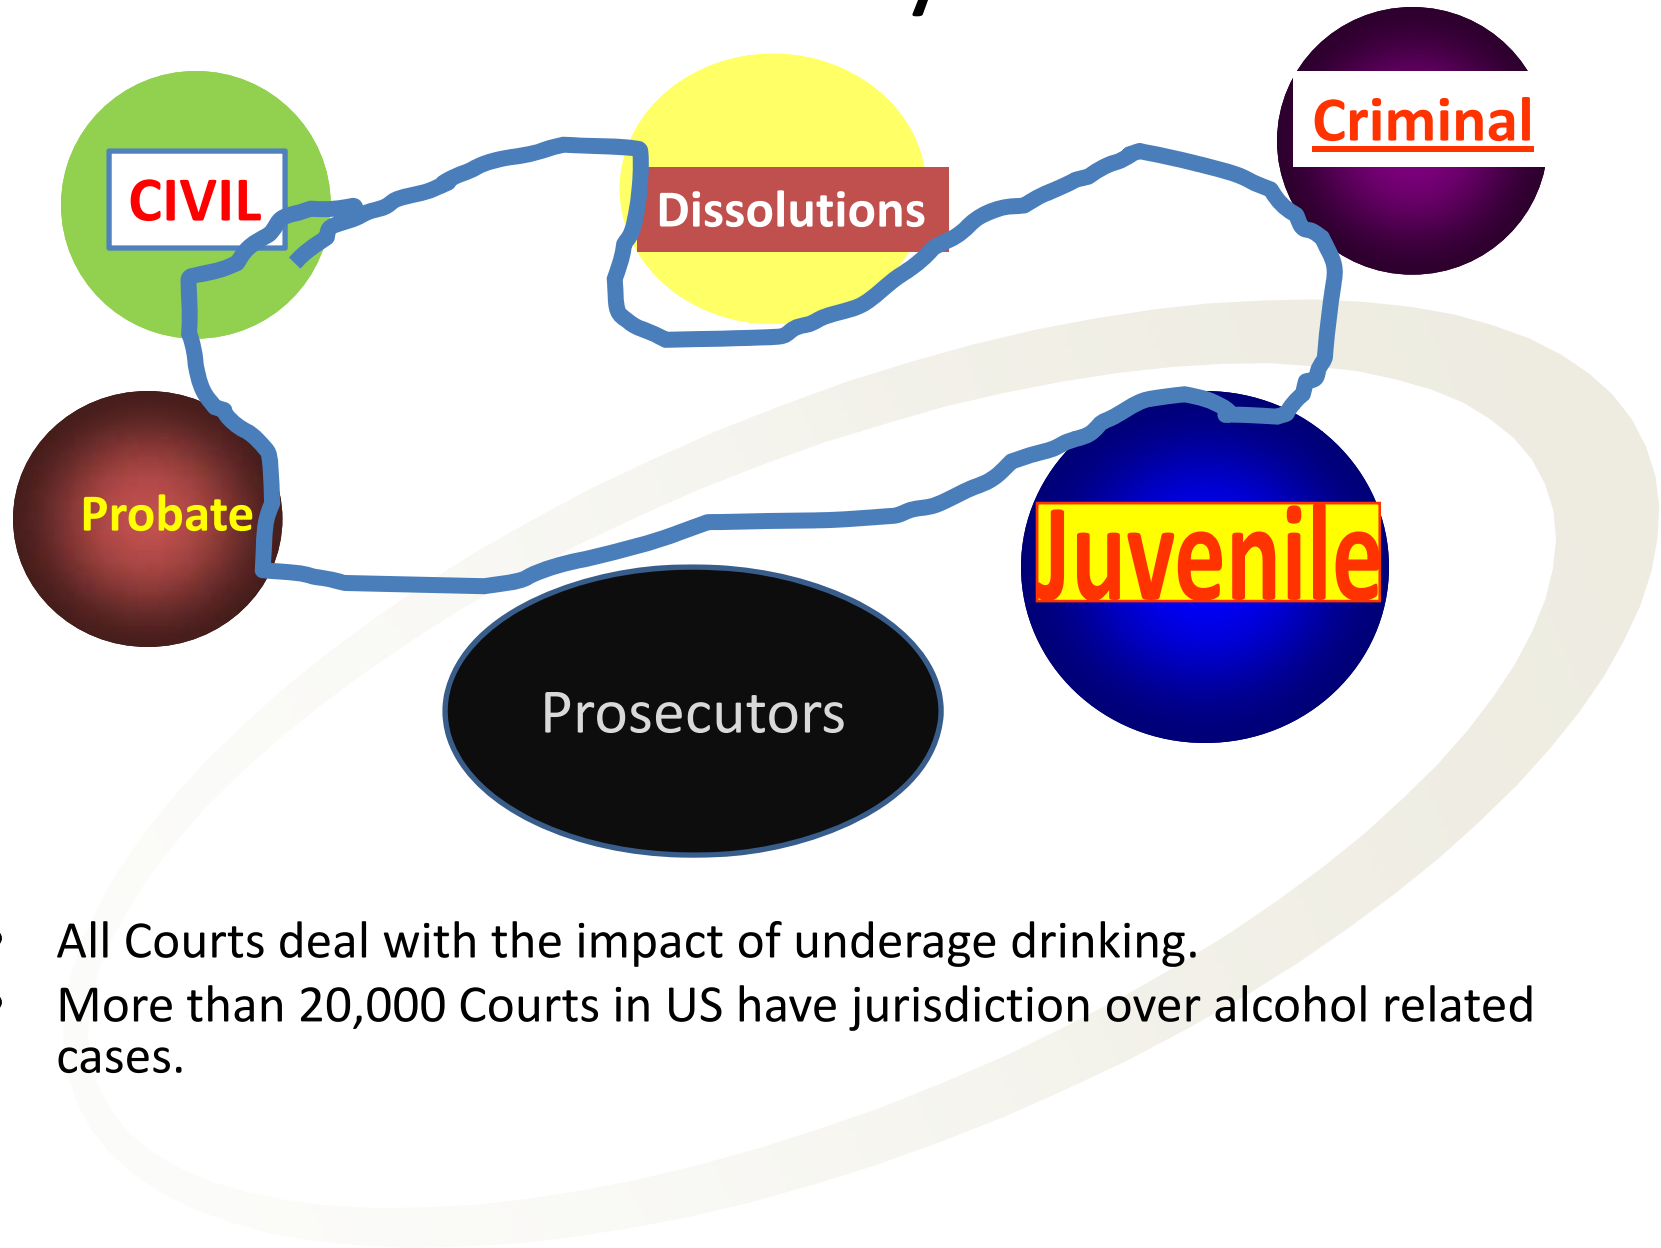 CIVIL
Dissolutions
Criminal
Probate
Juvenile
Prosecutors
• All Courts deal with the impact of underage drinking.
• More than 20,000 Courts in US have jurisdiction over alcohol related
cases.